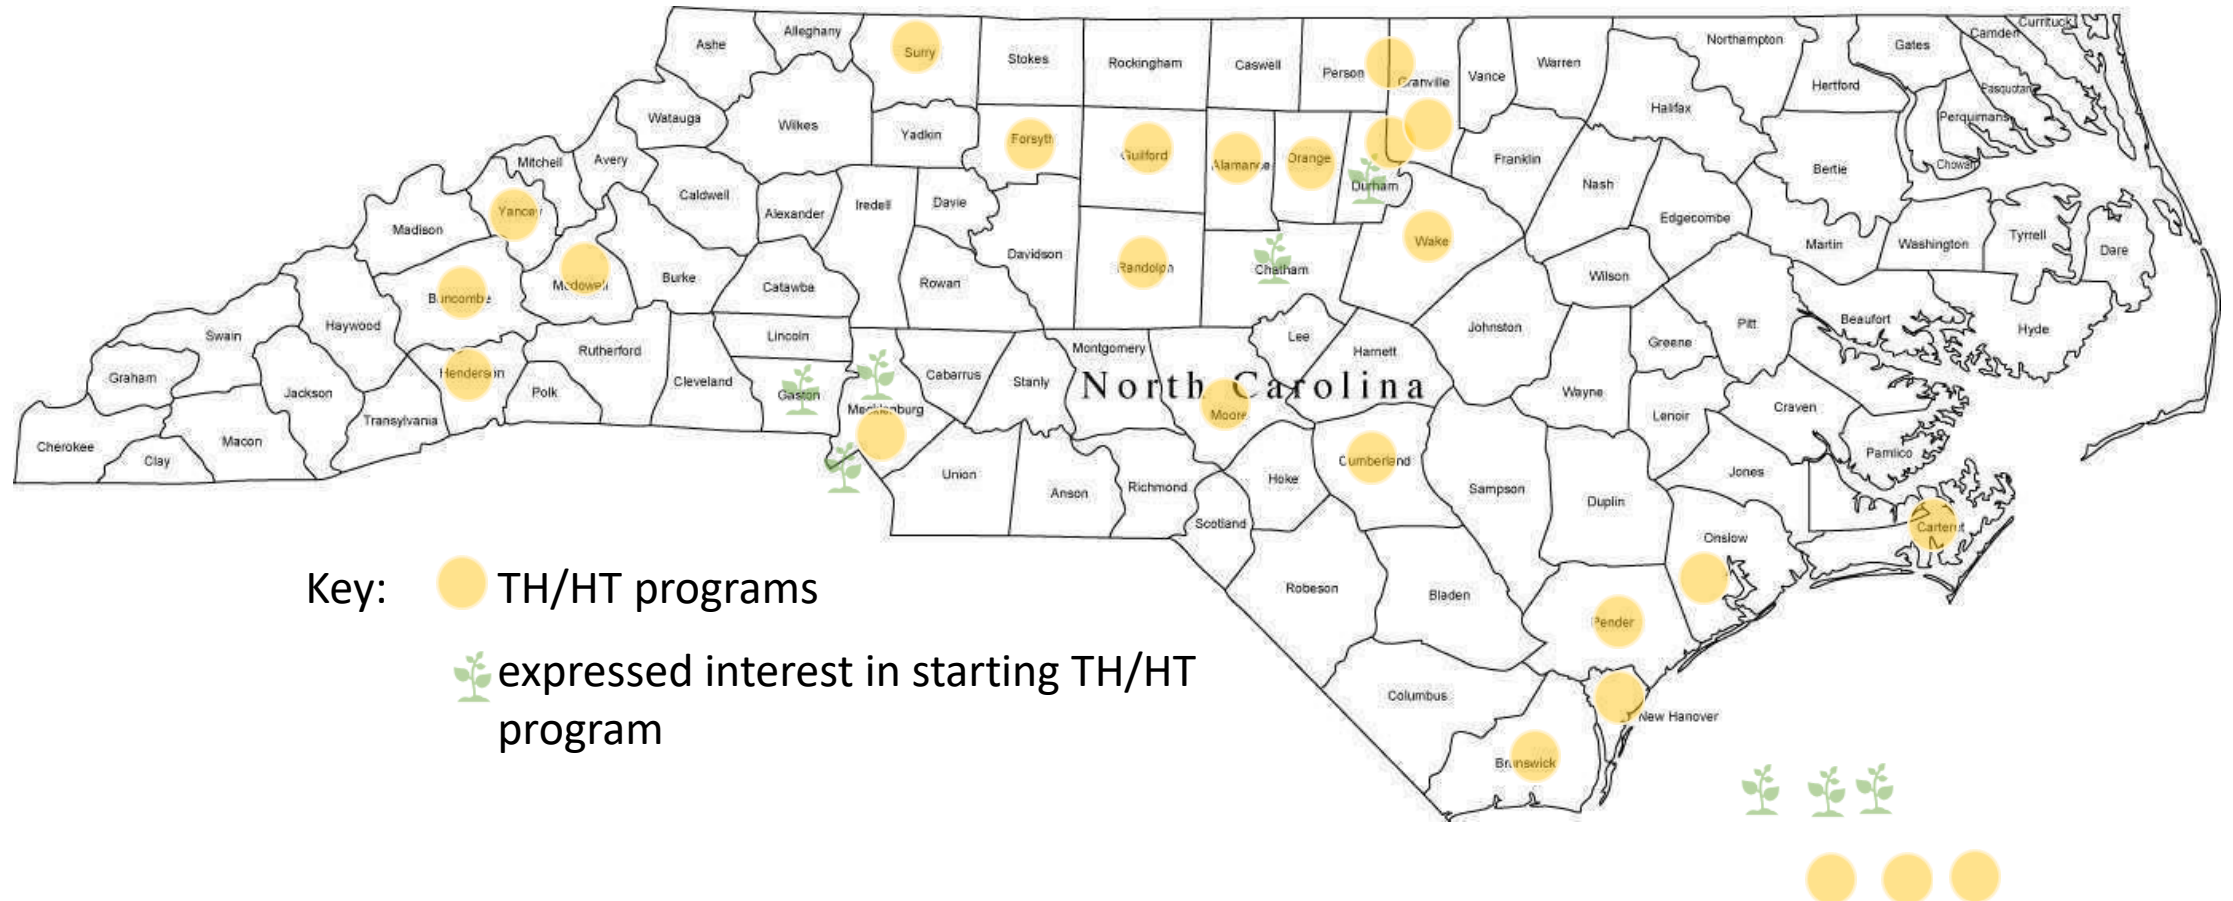 Currituck
Alleghany
Camden
Ashe
Northampton
Gates
Surry
Stokes
Rockingham
Caswell
Warren
Person
Vance
Granville
Hertford
Pasquotank
Halifax
Watauga
Wilkes
Perquimans
Yadkin
Forsyth
Guilford
Alamance
Orange
Franklin
Mitchell
Avery
Chowan
Bertie
Nash
Durham
Caldwell
Yancey
Alexander
Iredell
Davie
Edgecombe
Madison
Wake
Martin
Washington
Tyrrell
Dare
Davidson
Randolph
Chatham
Wilson
Burke
Mcdowell
Catawba
Rowan
Buncombe
Haywood
Swain
Lincoln
Lee
Johnston
Pitt
Beaufort
Hyde
Greene
Rutherford
Montgomery
Harnett
Graham
Henderson
Cleveland
Cabarrus
Stanly
North Carolina
Jackson
Polk
Gaston
Wayne
Mecklenburg
Moore
Lenoir
Craven
Transylvania
Cherokee
Macon
Clay
Pamlico
Cumberland
Union
Anson
Richmond
Hoke
Jones
Sampson
Duplin
Scotland
Carteret
Onslow
Key:
TH/HT programs
Robeson
Bladen
Pender
expressed interest in starting TH/HT
program
Columbus
New Hanover
Brunswick